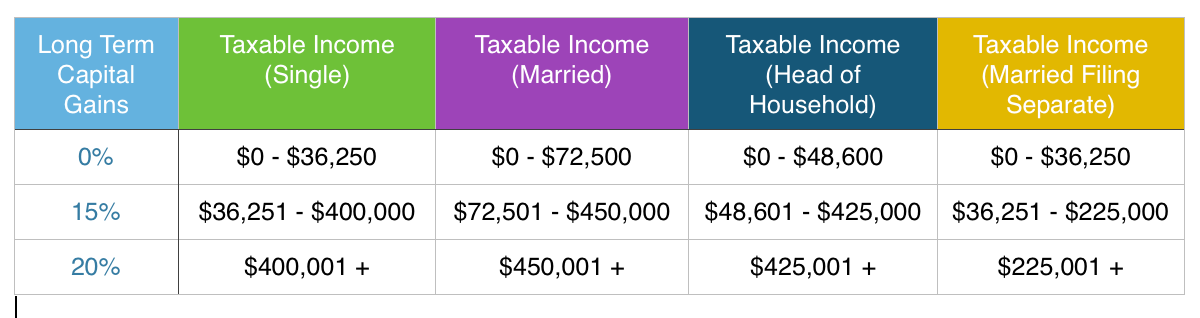 Long Term Capital Gains Taxable Income (Single) Taxable Income (Married) Taxable Income (Head of Household) Taxable Income (Married Filing Separate)
0% $0 - $36,250 $0 - $72,500 $0 - $48,600 $0 - $36,250
15% $36,251 - $400,000 $72,501 - $450,000 $48,601 - $425,000 $36,251 - $225,000
20% $400,001 + $450,001 + $425,001 + $225,001 +